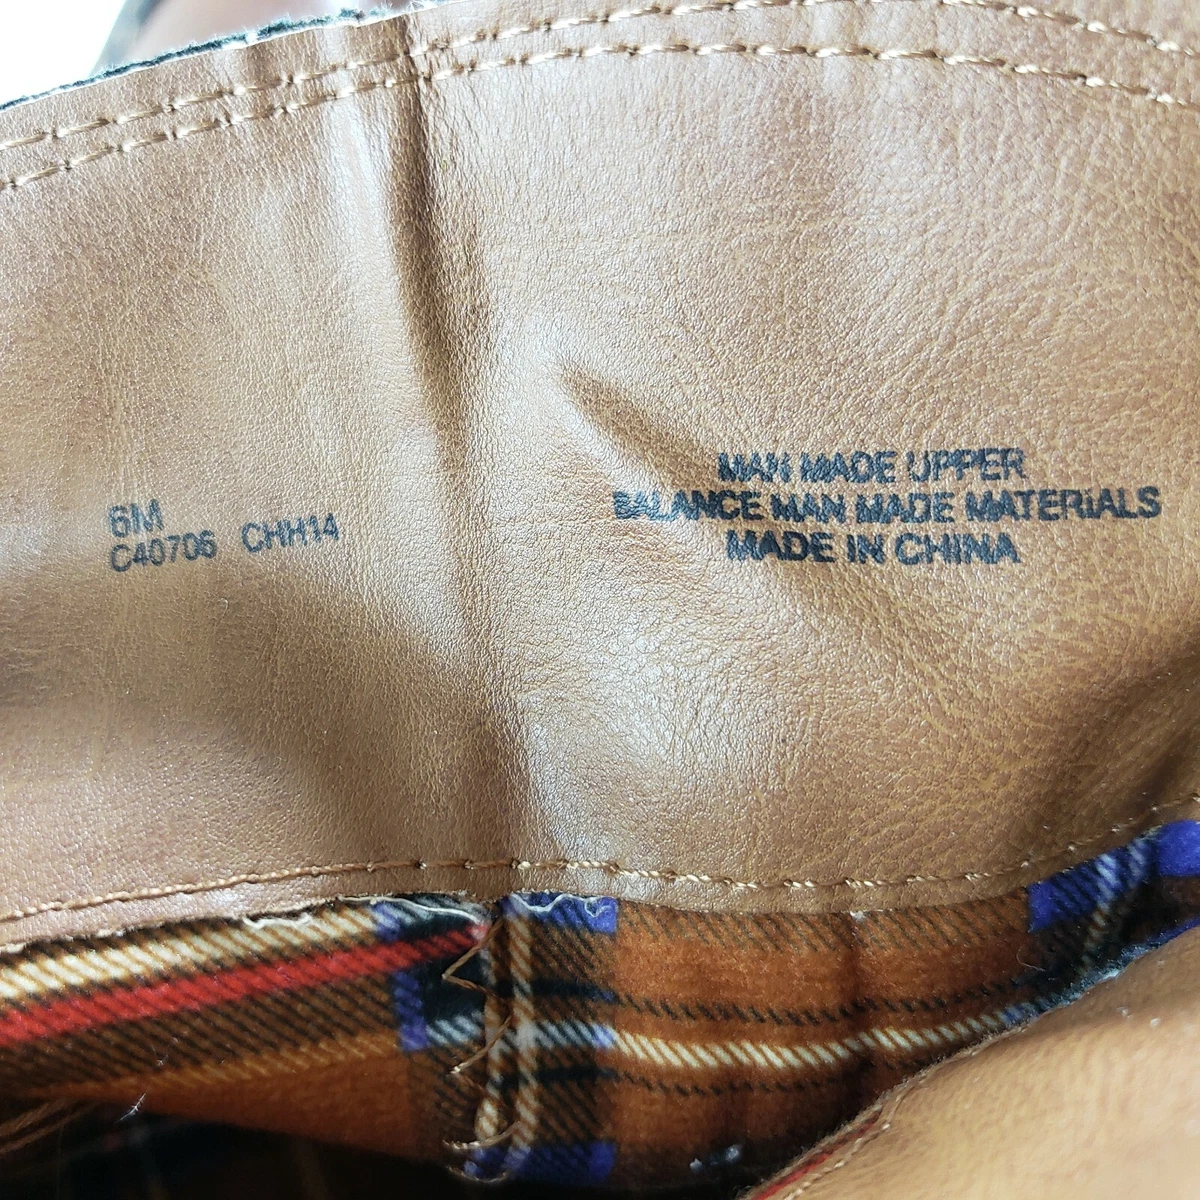 6M
C40706 CHH14
MAN MADE UPPER
BALANCE MAN MADE MATERIALS
MADE IN CHINA